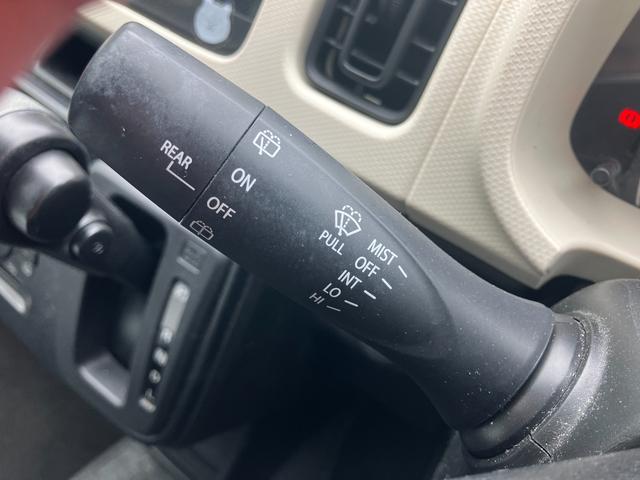 REAR
ON
OFF
PULL
MIST
OFF
INT
LO
HI